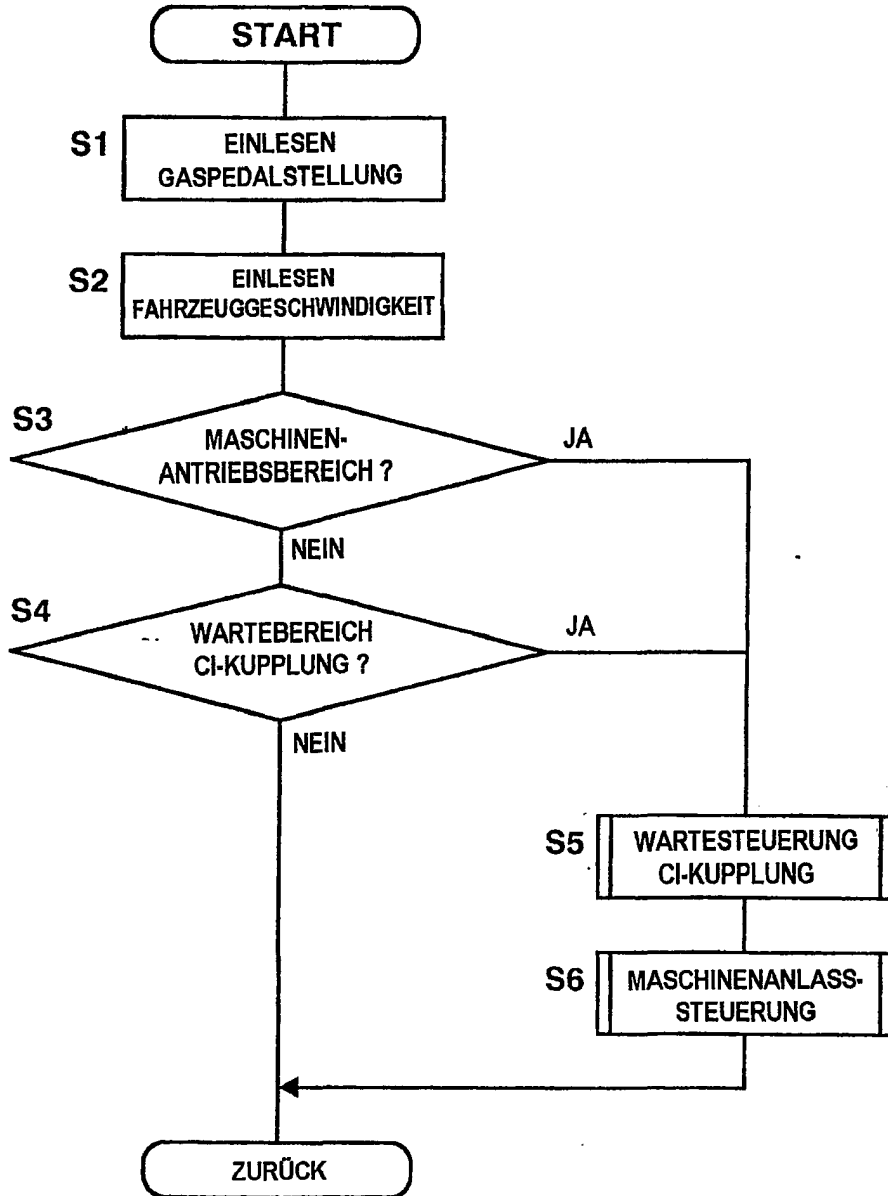 START
S1
EINLESEN
GASPEDALSTELLUNG
S2
EINLESEN
FAHRZEUGGESCHWINDIGKEIT
S3
MASCHINEN-
ANTRIEBSBEREICH ?
JA
NEIN
S4
WARTEBEREICH
CI-KUPPLUNG ?
JA
NEIN
S5
WARTESTEUERUNG
CI-KUPPLUNG
S6
MASCHINENANLASS-
STEUERUNG
ZURÜCK